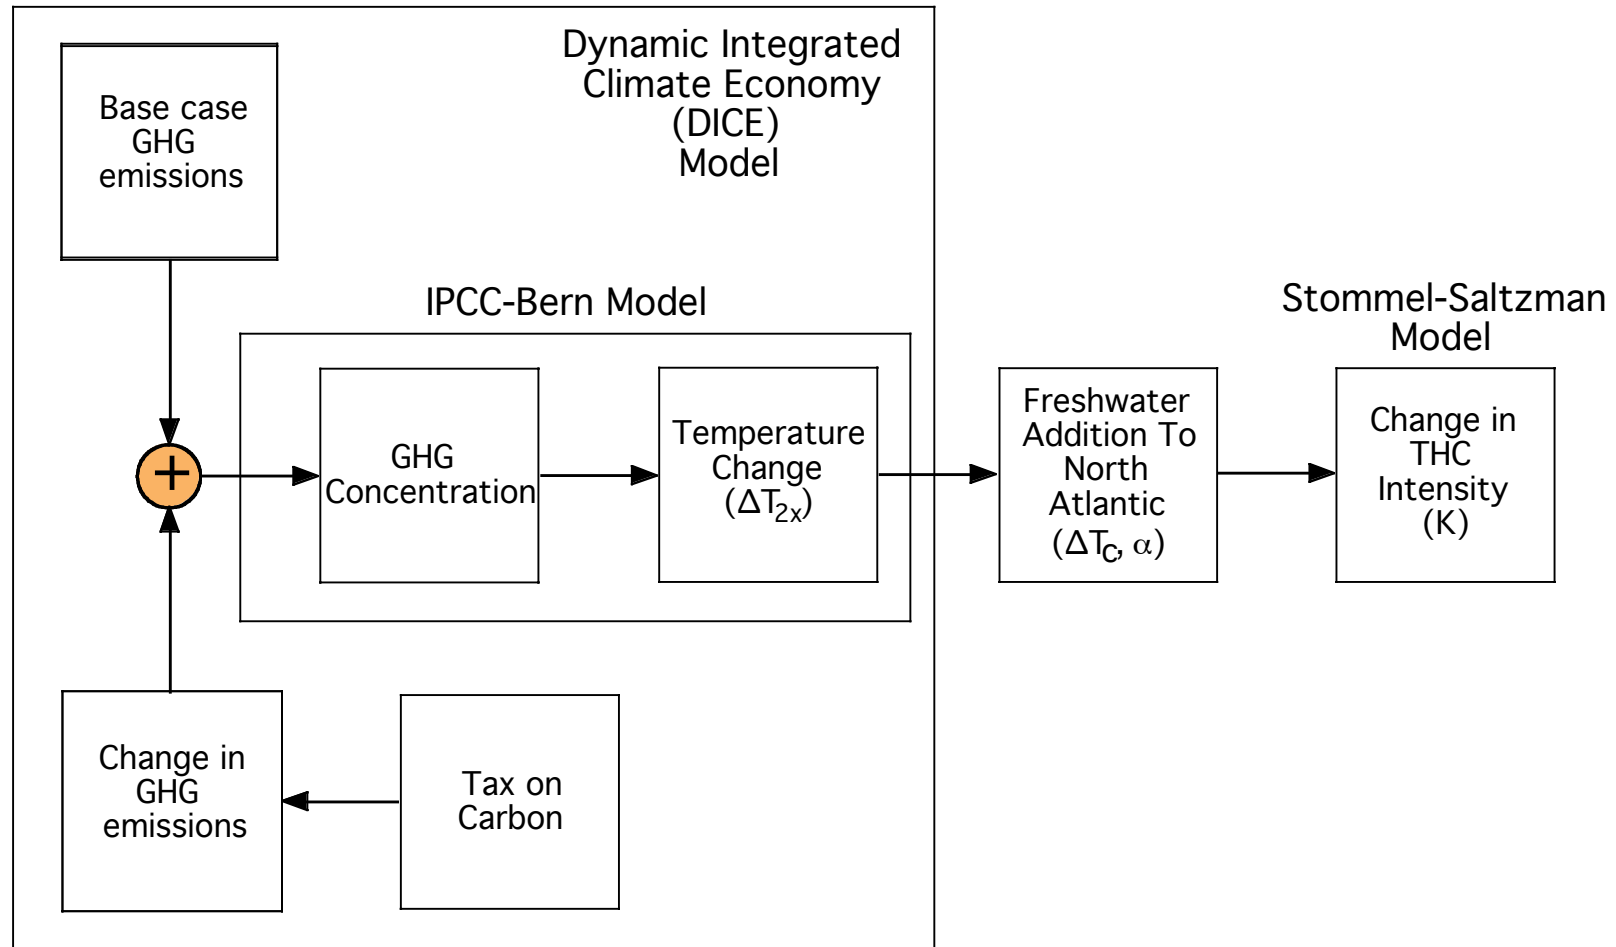 Dynamic Integrated
Climate Economy
(DICE)
Model
Base case
GHG
emissions
IPCC-Bern Model
Stommel-Saltzman
Model
+
GHG
Concentration
Temperature
Change
(ΔT2x)
Freshwater
Addition To
North
Atlantic
(ΔTC, α)
Change in
THC
Intensity
(K)
Change in
GHG
emissions
Tax on
Carbon